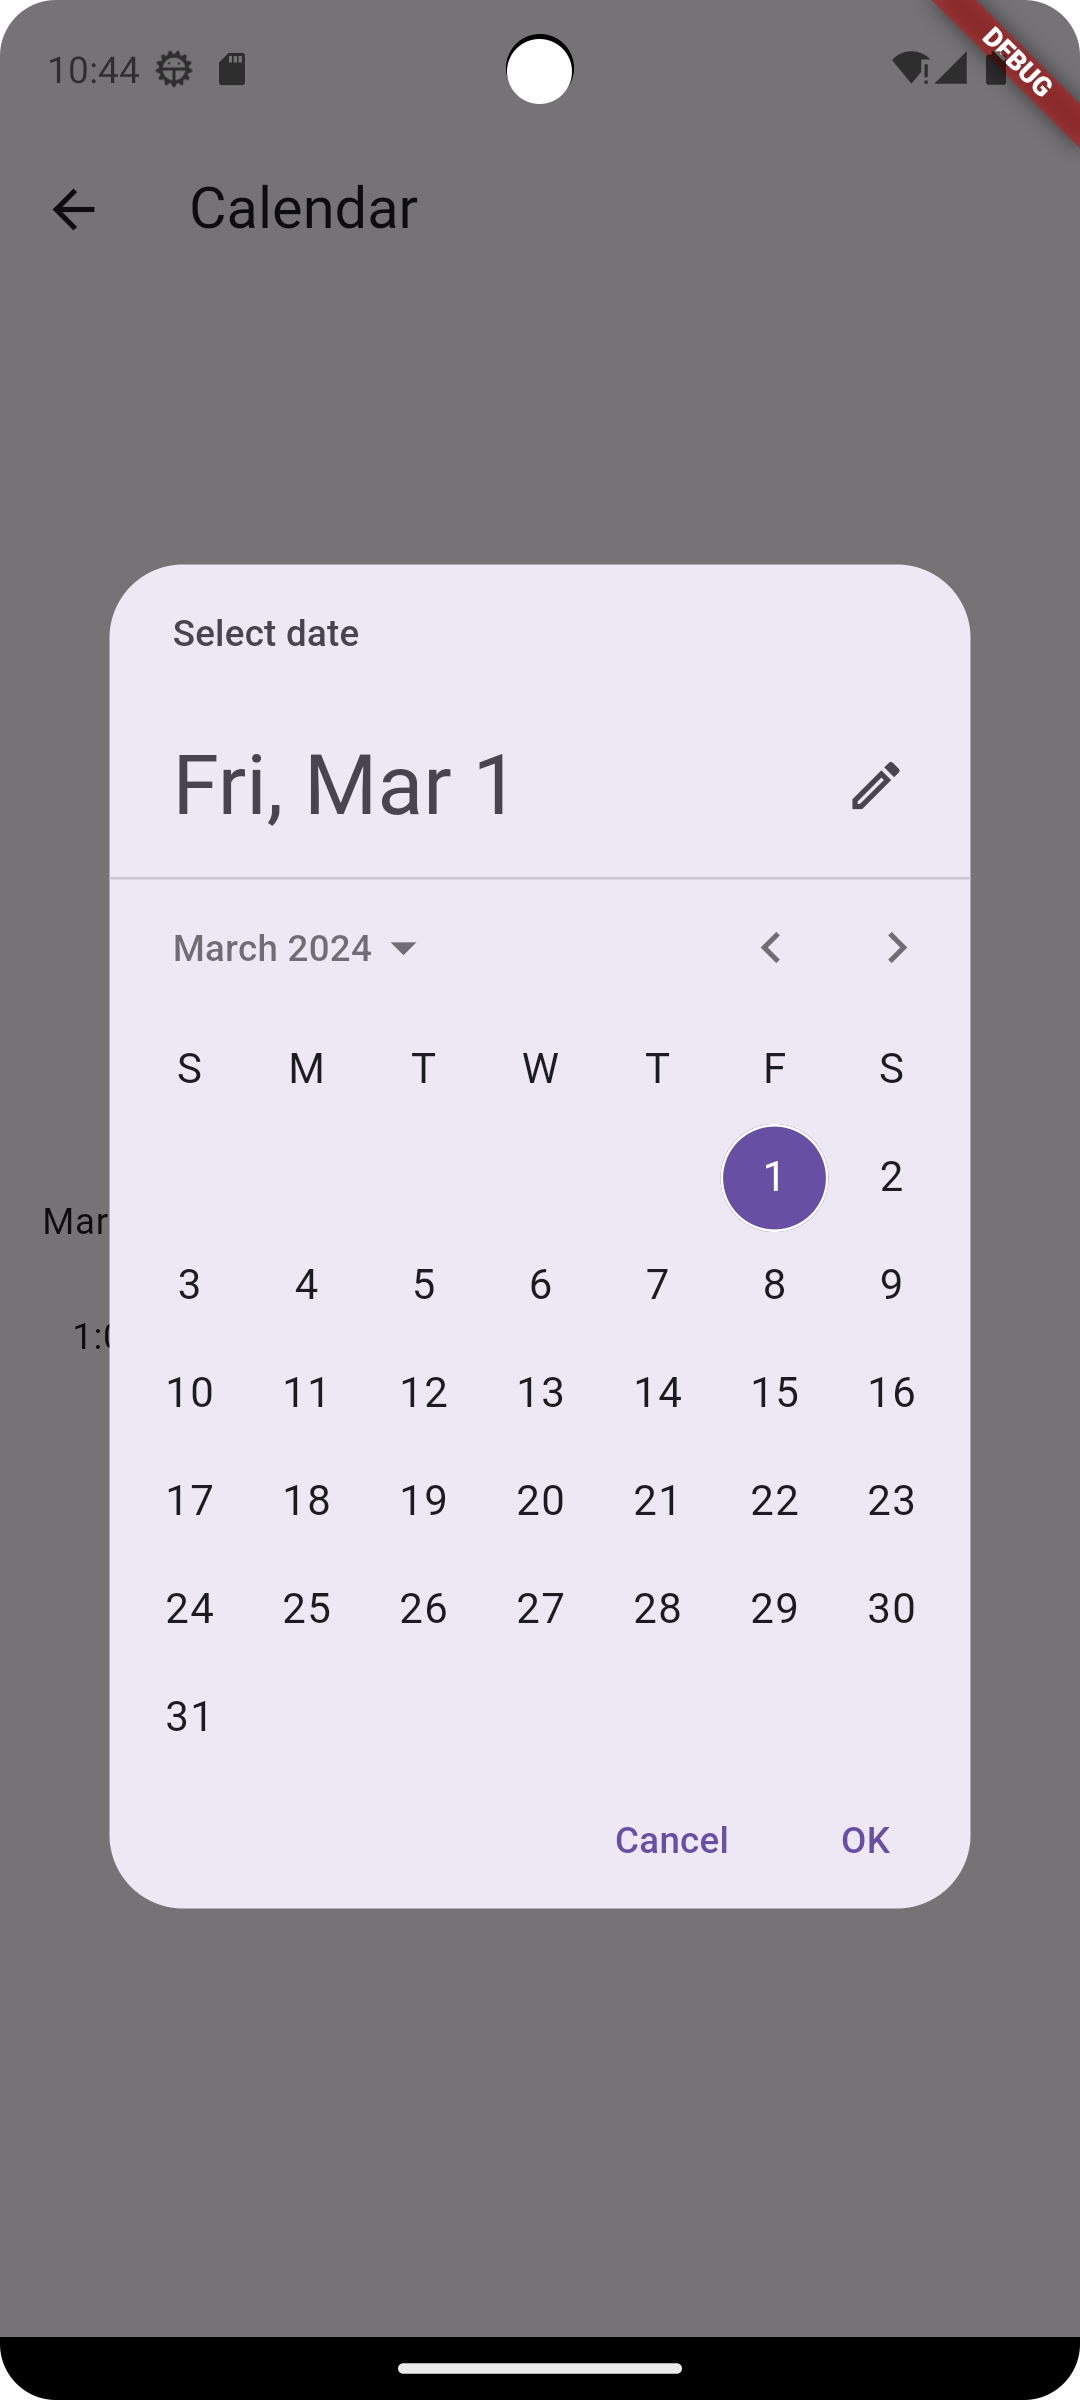 10:44
DEBUG
Calendar
Select date
Fri, Mar 1
March 2024
S M T W T F S
1 2
Mar
3 4 5 6 7 8 9
1:0
10 11 12 13 14 15 16
17 18 19 20 21 22 23
24 25 26 27 28 29 30
31
Cancel OK